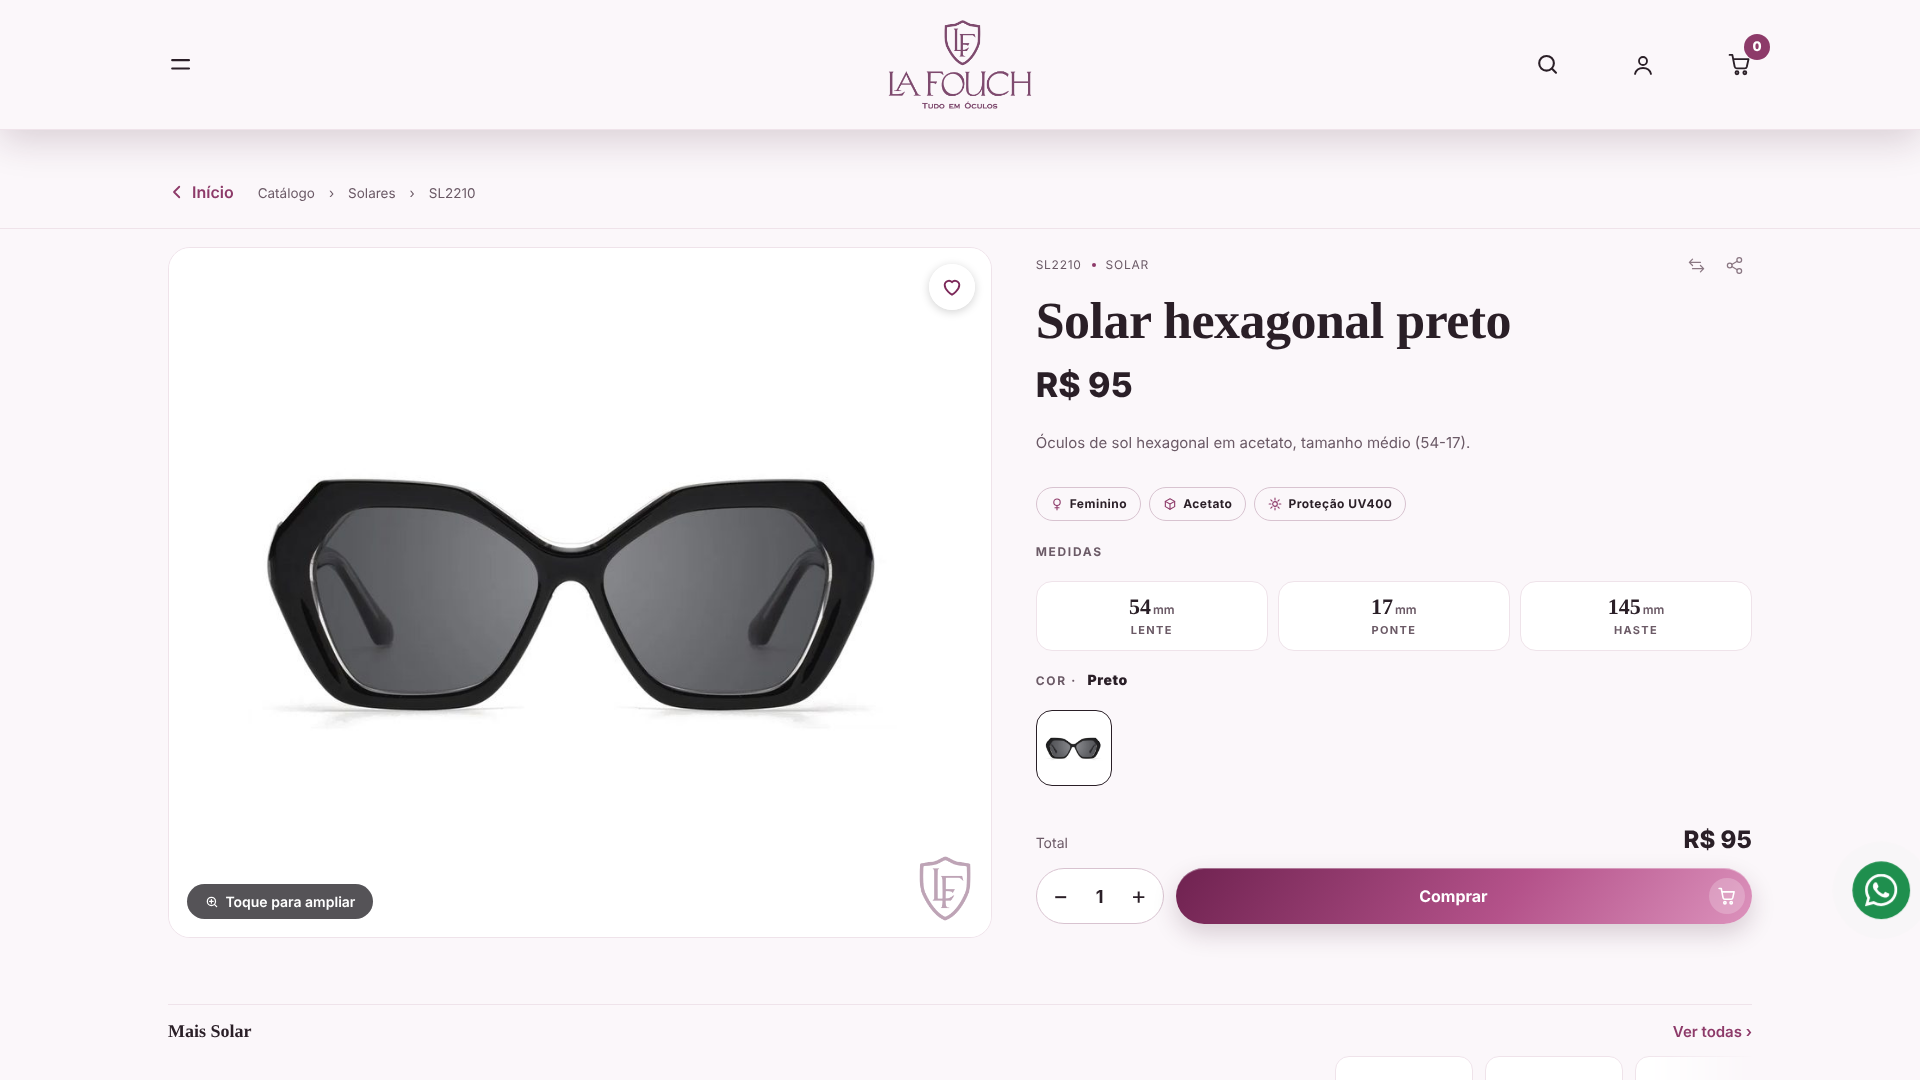 LF
LA FOUCH
TUDO EM ÓCULOS
0
Início
Catálogo › Solares › SL2210
SL2210 • SOLAR
Solar hexagonal preto
R$ 95
Óculos de sol hexagonal em acetato, tamanho médio (54-17).
Feminino
Acetato
Proteção UV400
MEDIDAS
54 mm
LENTE
17 mm
PONTE
145 mm
HASTE
COR · Preto
Total
R$ 95
− 1 +
Comprar
Toque para ampliar
LF
Mais Solar
Ver todas ›